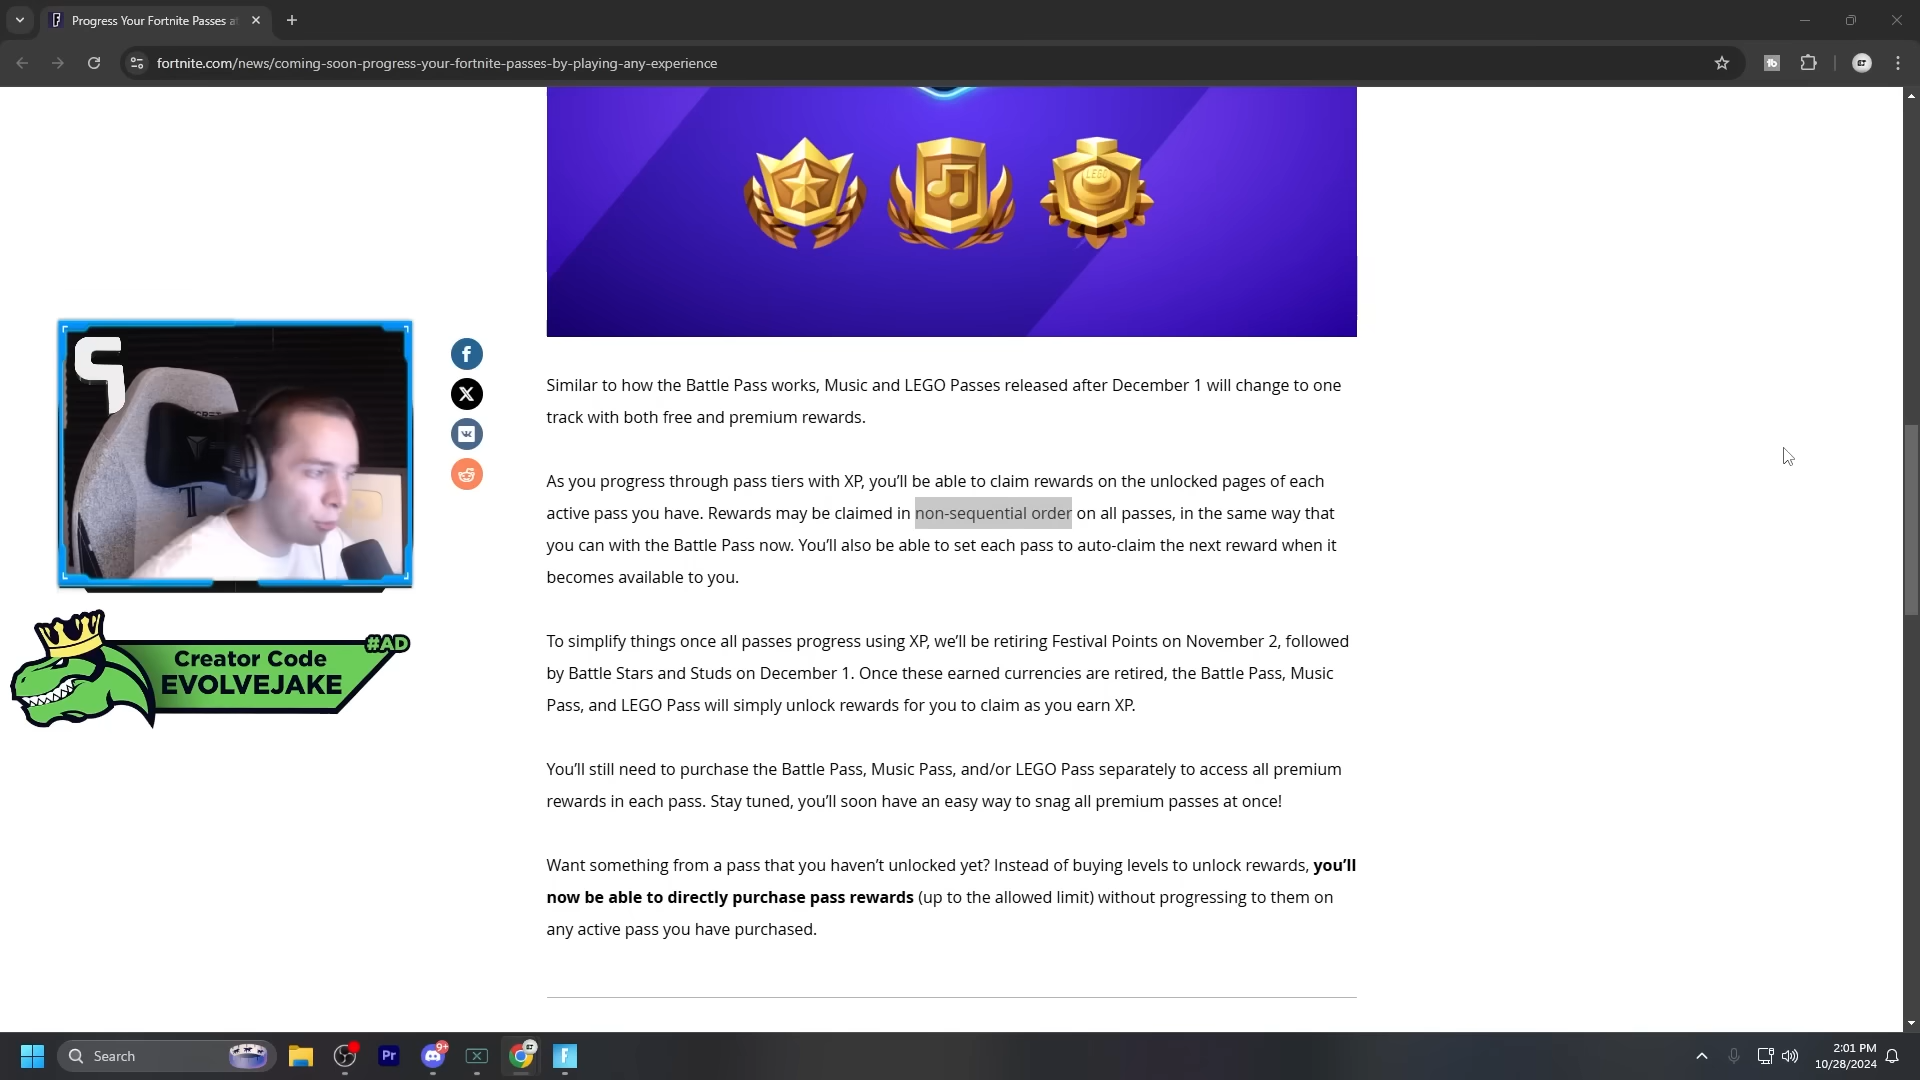 Progress Your Fortnite Passes a
fortnite.com/news/coming-soon-progress-your-fortnite-passes-by-playing-any-experience
LEGO
Similar to how the Battle Pass works, Music and LEGO Passes released after December 1 will change to one
track with both free and premium rewards.
As you progress through pass tiers with XP, you’ll be able to claim rewards on the unlocked pages of each
active pass you have. Rewards may be claimed in non-sequential order on all passes, in the same way that
you can with the Battle Pass now. You’ll also be able to set each pass to auto-claim the next reward when it
becomes available to you.
To simplify things once all passes progress using XP, we’ll be retiring Festival Points on November 2, followed
by Battle Stars and Studs on December 1. Once these earned currencies are retired, the Battle Pass, Music
Pass, and LEGO Pass will simply unlock rewards for you to claim as you earn XP.
You’ll still need to purchase the Battle Pass, Music Pass, and/or LEGO Pass separately to access all premium
rewards in each pass. Stay tuned, you’ll soon have an easy way to snag all premium passes at once!
Want something from a pass that you haven’t unlocked yet? Instead of buying levels to unlock rewards, you’ll
now be able to directly purchase pass rewards (up to the allowed limit) without progressing to them on
any active pass you have purchased.
#AD
Creator Code
EVOLVEJAKE
Search
Pr
9+
2:01 PM
10/28/2024